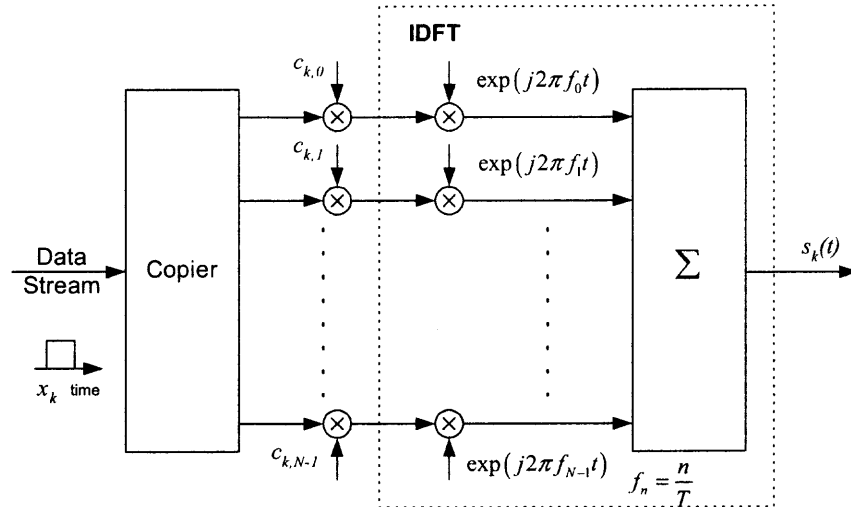 IDFT
c_{k,0}
exp(j2πf_0t)
c_{k,1}
exp(j2πf_1t)
Data
Stream
Copier
Σ
s_k(t)
x_k time
c_{k,N-1}
exp(j2πf_{N-1}t)
f_n = n/T